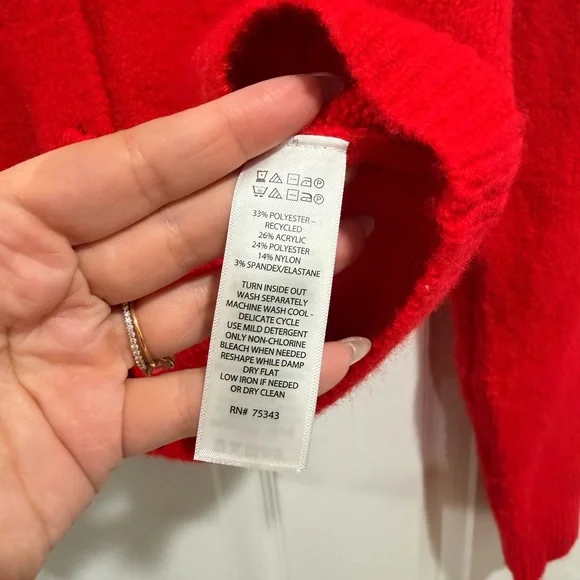 33% POLYESTER –
RECYCLED
26% ACRYLIC
24% POLYESTER
14% NYLON
3% SPANDEX/ELASTANE
TURN INSIDE OUT
WASH SEPARATELY
MACHINE WASH COOL -
DELICATE CYCLE
USE MILD DETERGENT
ONLY NON-CHLORINE
BLEACH WHEN NEEDED
RESHAPE WHILE DAMP
DRY FLAT
LOW IRON IF NEEDED
OR DRY CLEAN
RN# 75343